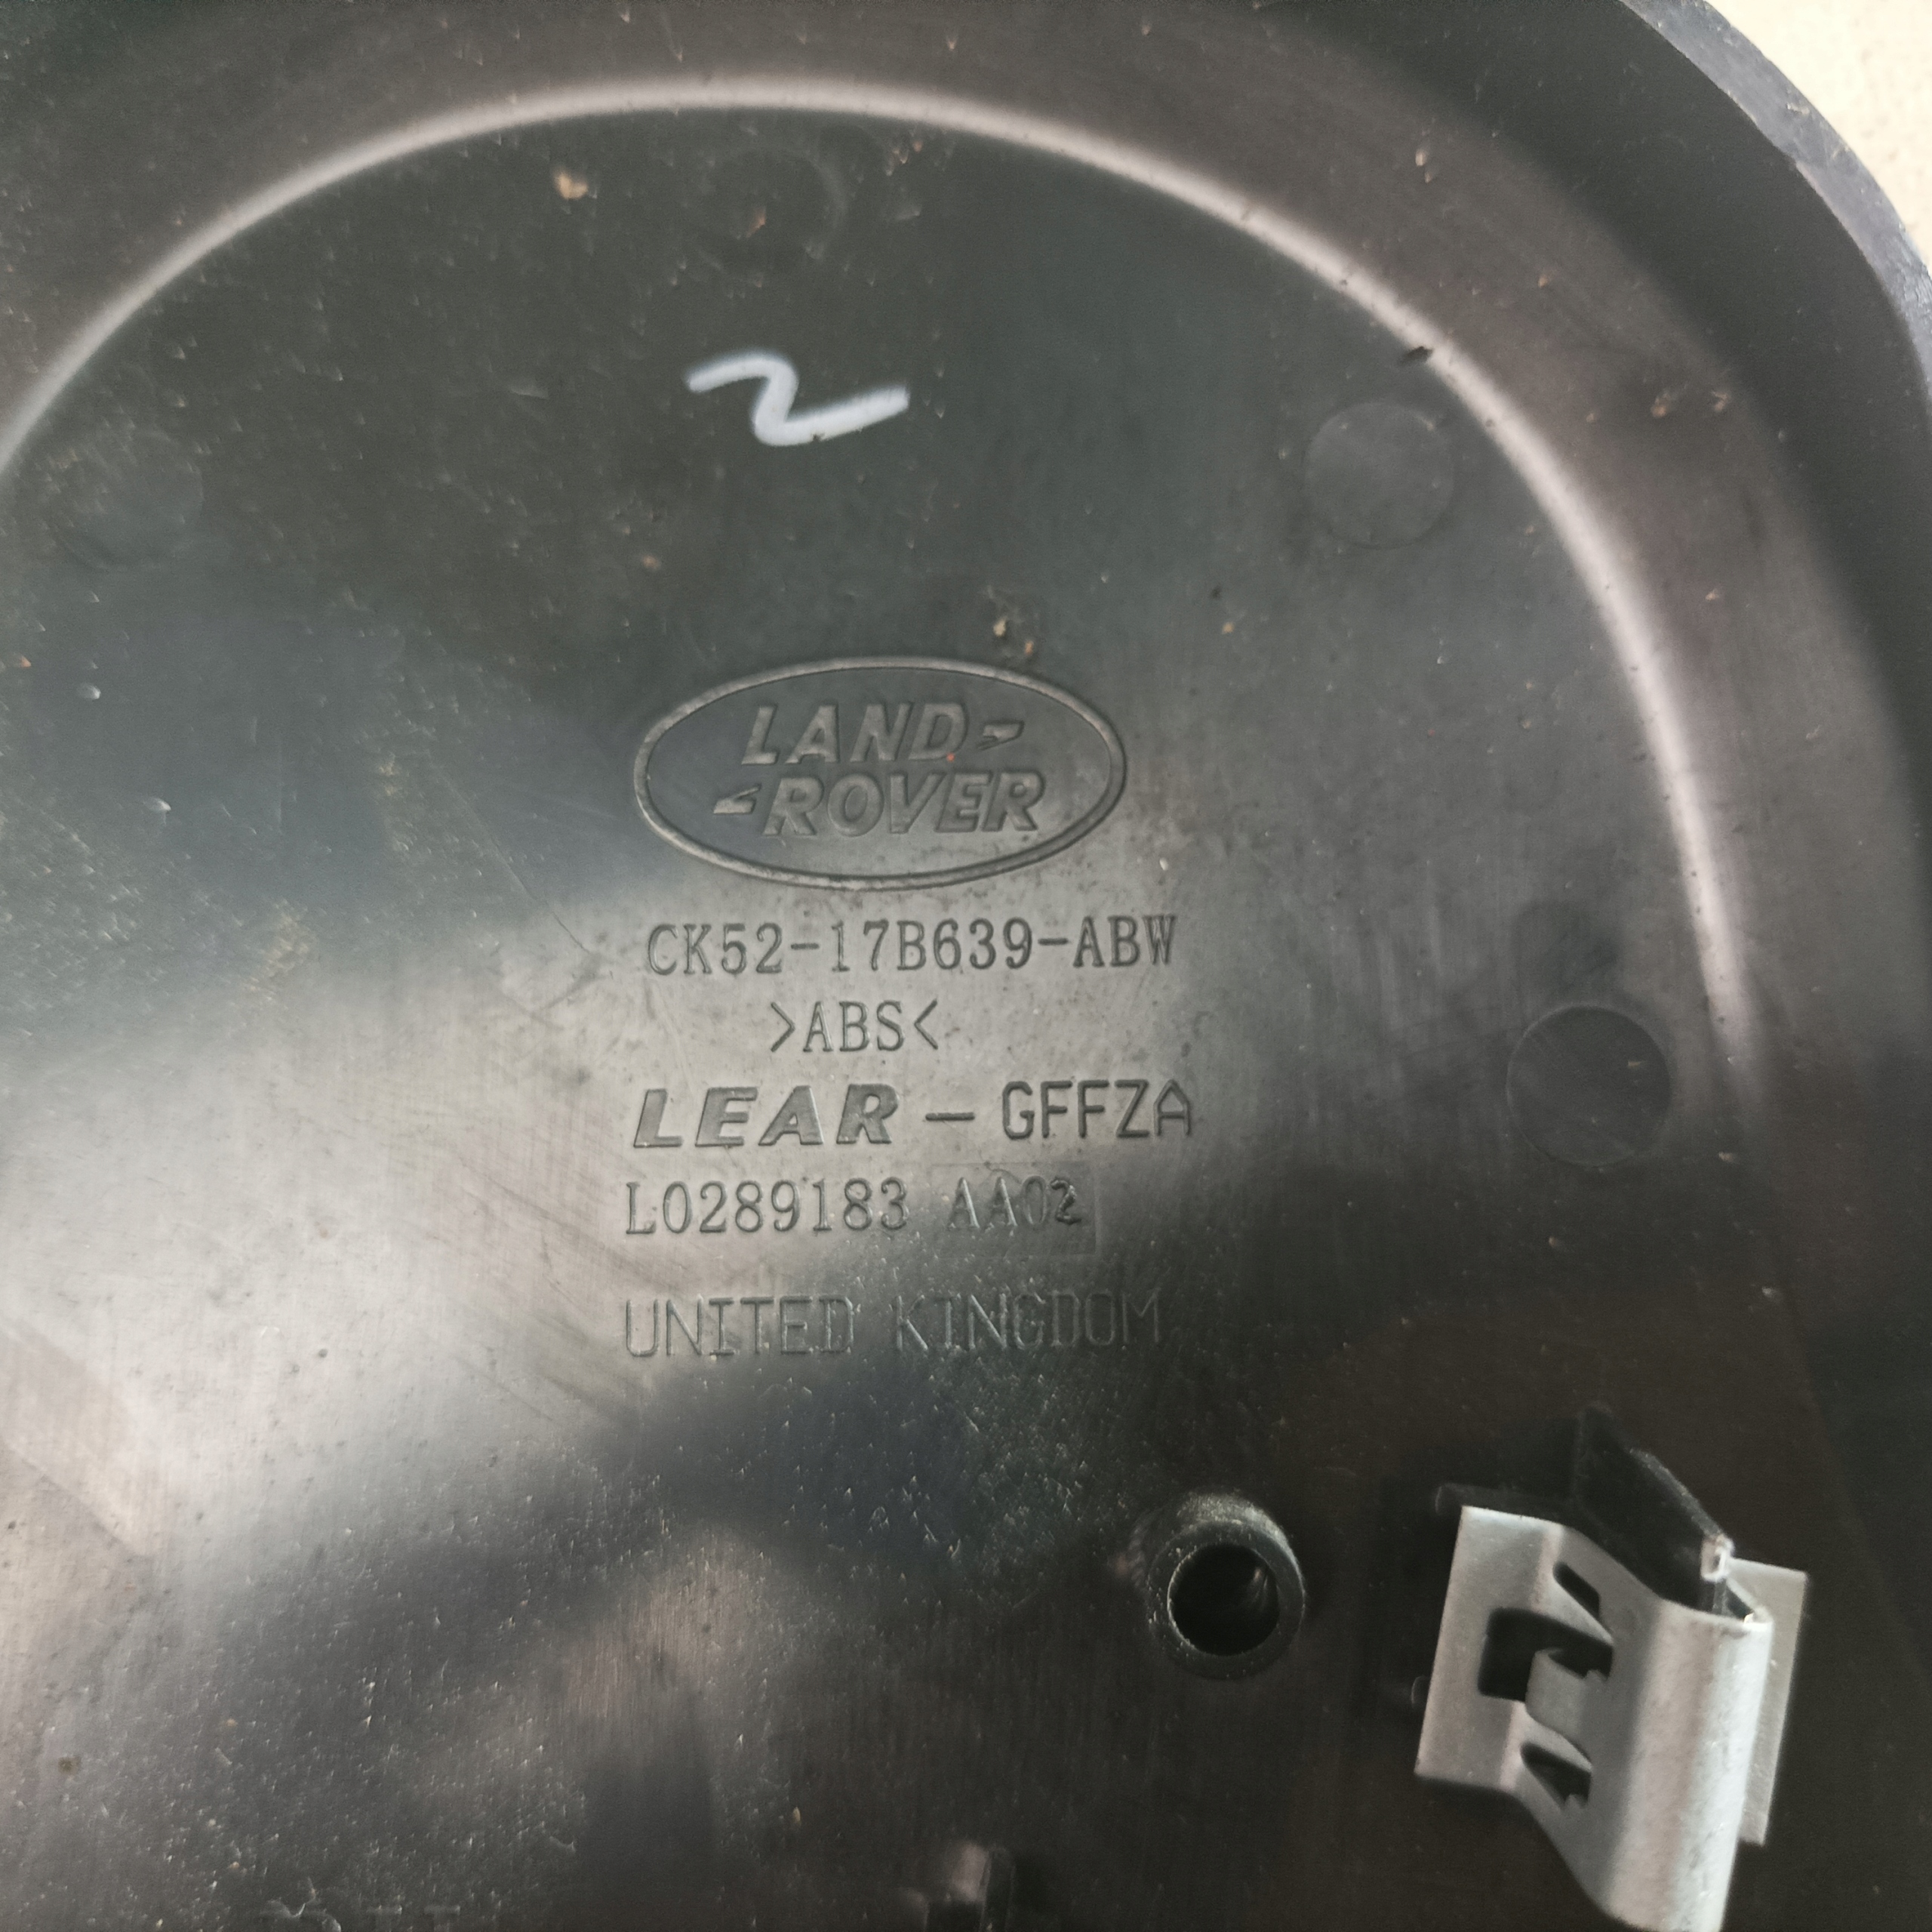 2
LAND-
-ROVER
CK52-17B639-ABW
>ABS<
LEAR - GFFZA
L0289183 AA02
UNITED KINGDOM